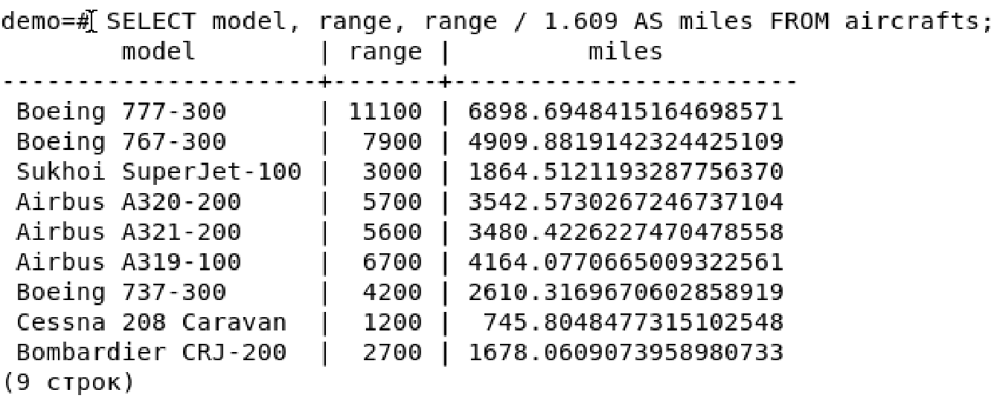 demo=# SELECT model, range, range / 1.609 AS miles FROM aircrafts;
        model        | range |         miles
---------------------+-------+-----------------------
 Boeing 777-300      | 11100 | 6898.6948415164698571
 Boeing 767-300      |  7900 | 4909.8819142324425109
 Sukhoi SuperJet-100 |  3000 | 1864.5121193287756370
 Airbus A320-200     |  5700 | 3542.5730267246737104
 Airbus A321-200     |  5600 | 3480.4226227470478558
 Airbus A319-100     |  6700 | 4164.0770665009322561
 Boeing 737-300      |  4200 | 2610.3169670602858919
 Cessna 208 Caravan  |  1200 |  745.8048477315102548
 Bombardier CRJ-200  |  2700 | 1678.0609073958980733
(9 строк)